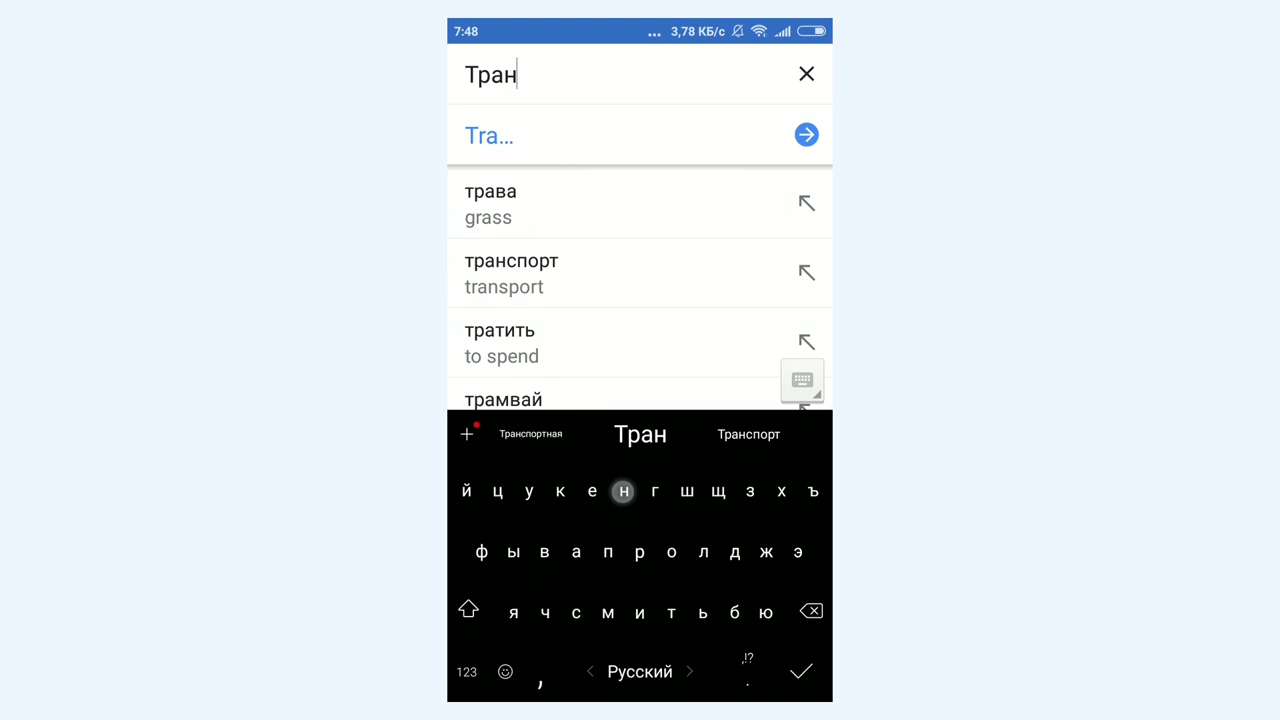 7:48 ... 3,78 КБ/с
Тран
Tra...
трава
grass
транспорт
transport
тратить
to spend
трамвай
Транспортная Тран Транспорт
й ц у к е н г ш щ з х ъ
ф ы в а п р о л д ж э
я ч с м и т ь б ю
,!?
123 , < Русский > .